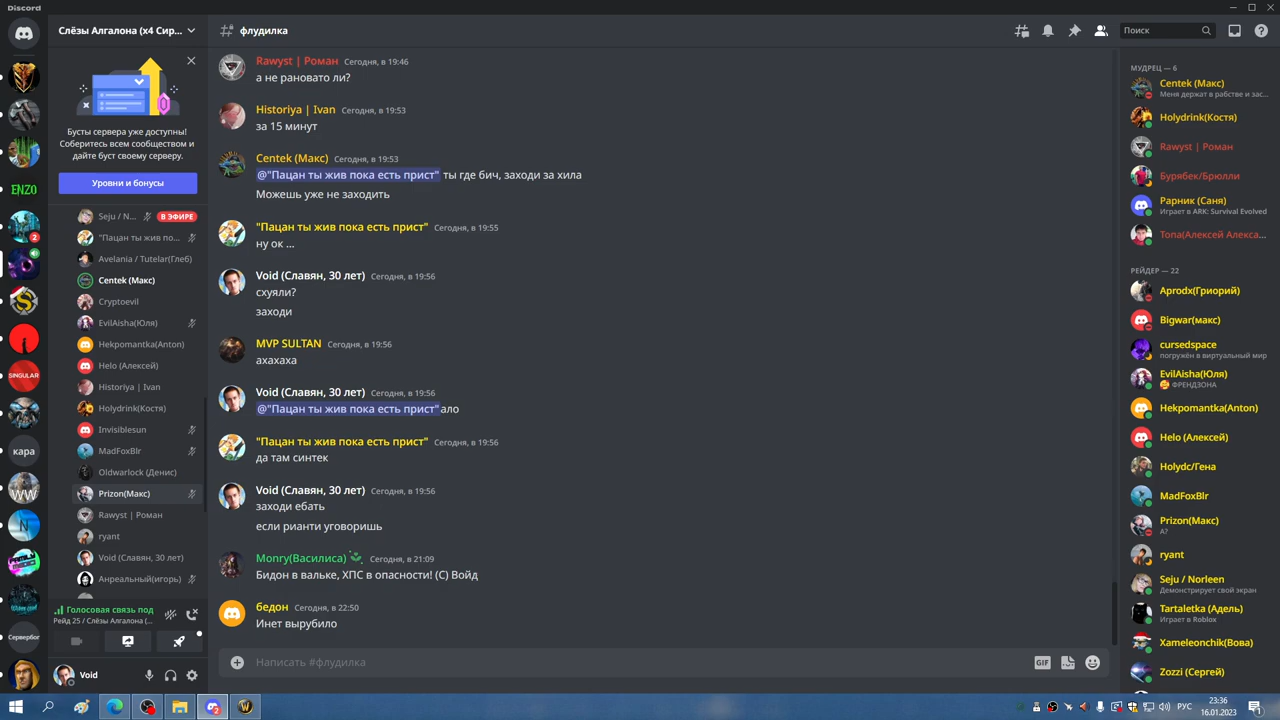 Discord
Слёзы Алгалона (x4 Сир...
флудилка
Поиск
ENZO
2
SINGULAR
кара
WW
N
Сервербог
Бусты сервера уже доступны!
Соберитесь всем сообществом и
дайте буст своему серверу.
Уровни и бонусы
Seju / N...
В ЭФИРЕ
"Пацан ты жив по...
Avelania / Tutelar(Глеб)
Centek (Макс)
Cryptoevil
EvilAisha(Юля)
Hekpomantka(Anton)
Helo (Алексей)
Historiya | Ivan
Holydrink(Костя)
Invisiblesun
MadFoxBlr
Oldwarlock (Денис)
Prizon(Макс)
Rawyst | Роман
ryant
Void (Славян, 30 лет)
Анреальный(игорь)
Голосовая связь под
Рейд 25 / Слёзы Алгалона (...
Void
Rawyst | Роман Сегодня, в 19:46
а не рановато ли?
Historiya | Ivan Сегодня, в 19:53
за 15 минут
Centek (Макс) Сегодня, в 19:53
@"Пацан ты жив пока есть прист" ты где бич, заходи за хила
Можешь уже не заходить
"Пацан ты жив пока есть прист" Сегодня, в 19:55
ну ок ...
Void (Славян, 30 лет) Сегодня, в 19:56
схуяли?
заходи
MVP SULTAN Сегодня, в 19:56
ахахаха
Void (Славян, 30 лет) Сегодня, в 19:56
@"Пацан ты жив пока есть прист"ало
"Пацан ты жив пока есть прист" Сегодня, в 19:56
да там синтек
Void (Славян, 30 лет) Сегодня, в 19:56
заходи ебать
если рианти уговоришь
Monry(Василиса) Сегодня, в 21:09
Бидон в вальке, ХПС в опасности! (С) Войд
бедон Сегодня, в 22:50
Инет вырубило
Написать #флудилка
GIF
МУДРЕЦ — 6
Centek (Макс)
Меня держат в рабстве и зас...
Holydrink(Костя)
Rawyst | Роман
Бурябек/Брюлли
Рарник (Саня)
Играет в ARK: Survival Evolved
Топа(Алексей Алекса...
РЕЙДЕР — 22
Aprodx(Гриорий)
Bigwar(макс)
cursedspace
погружён в виртуальный мир
EvilAisha(Юля)
ФРЕНДЗОНА
Hekpomantka(Anton)
Helo (Алексей)
Holydc/Гена
MadFoxBlr
Prizon(Макс)
А?
ryant
Seju / Norleen
Демонстрирует свой экран
Tartaletka (Адель)
Играет в Roblox
Xameleonchik(Вова)
Zozzi (Сергей)
2
РУС
23:36
16.01.2023
1